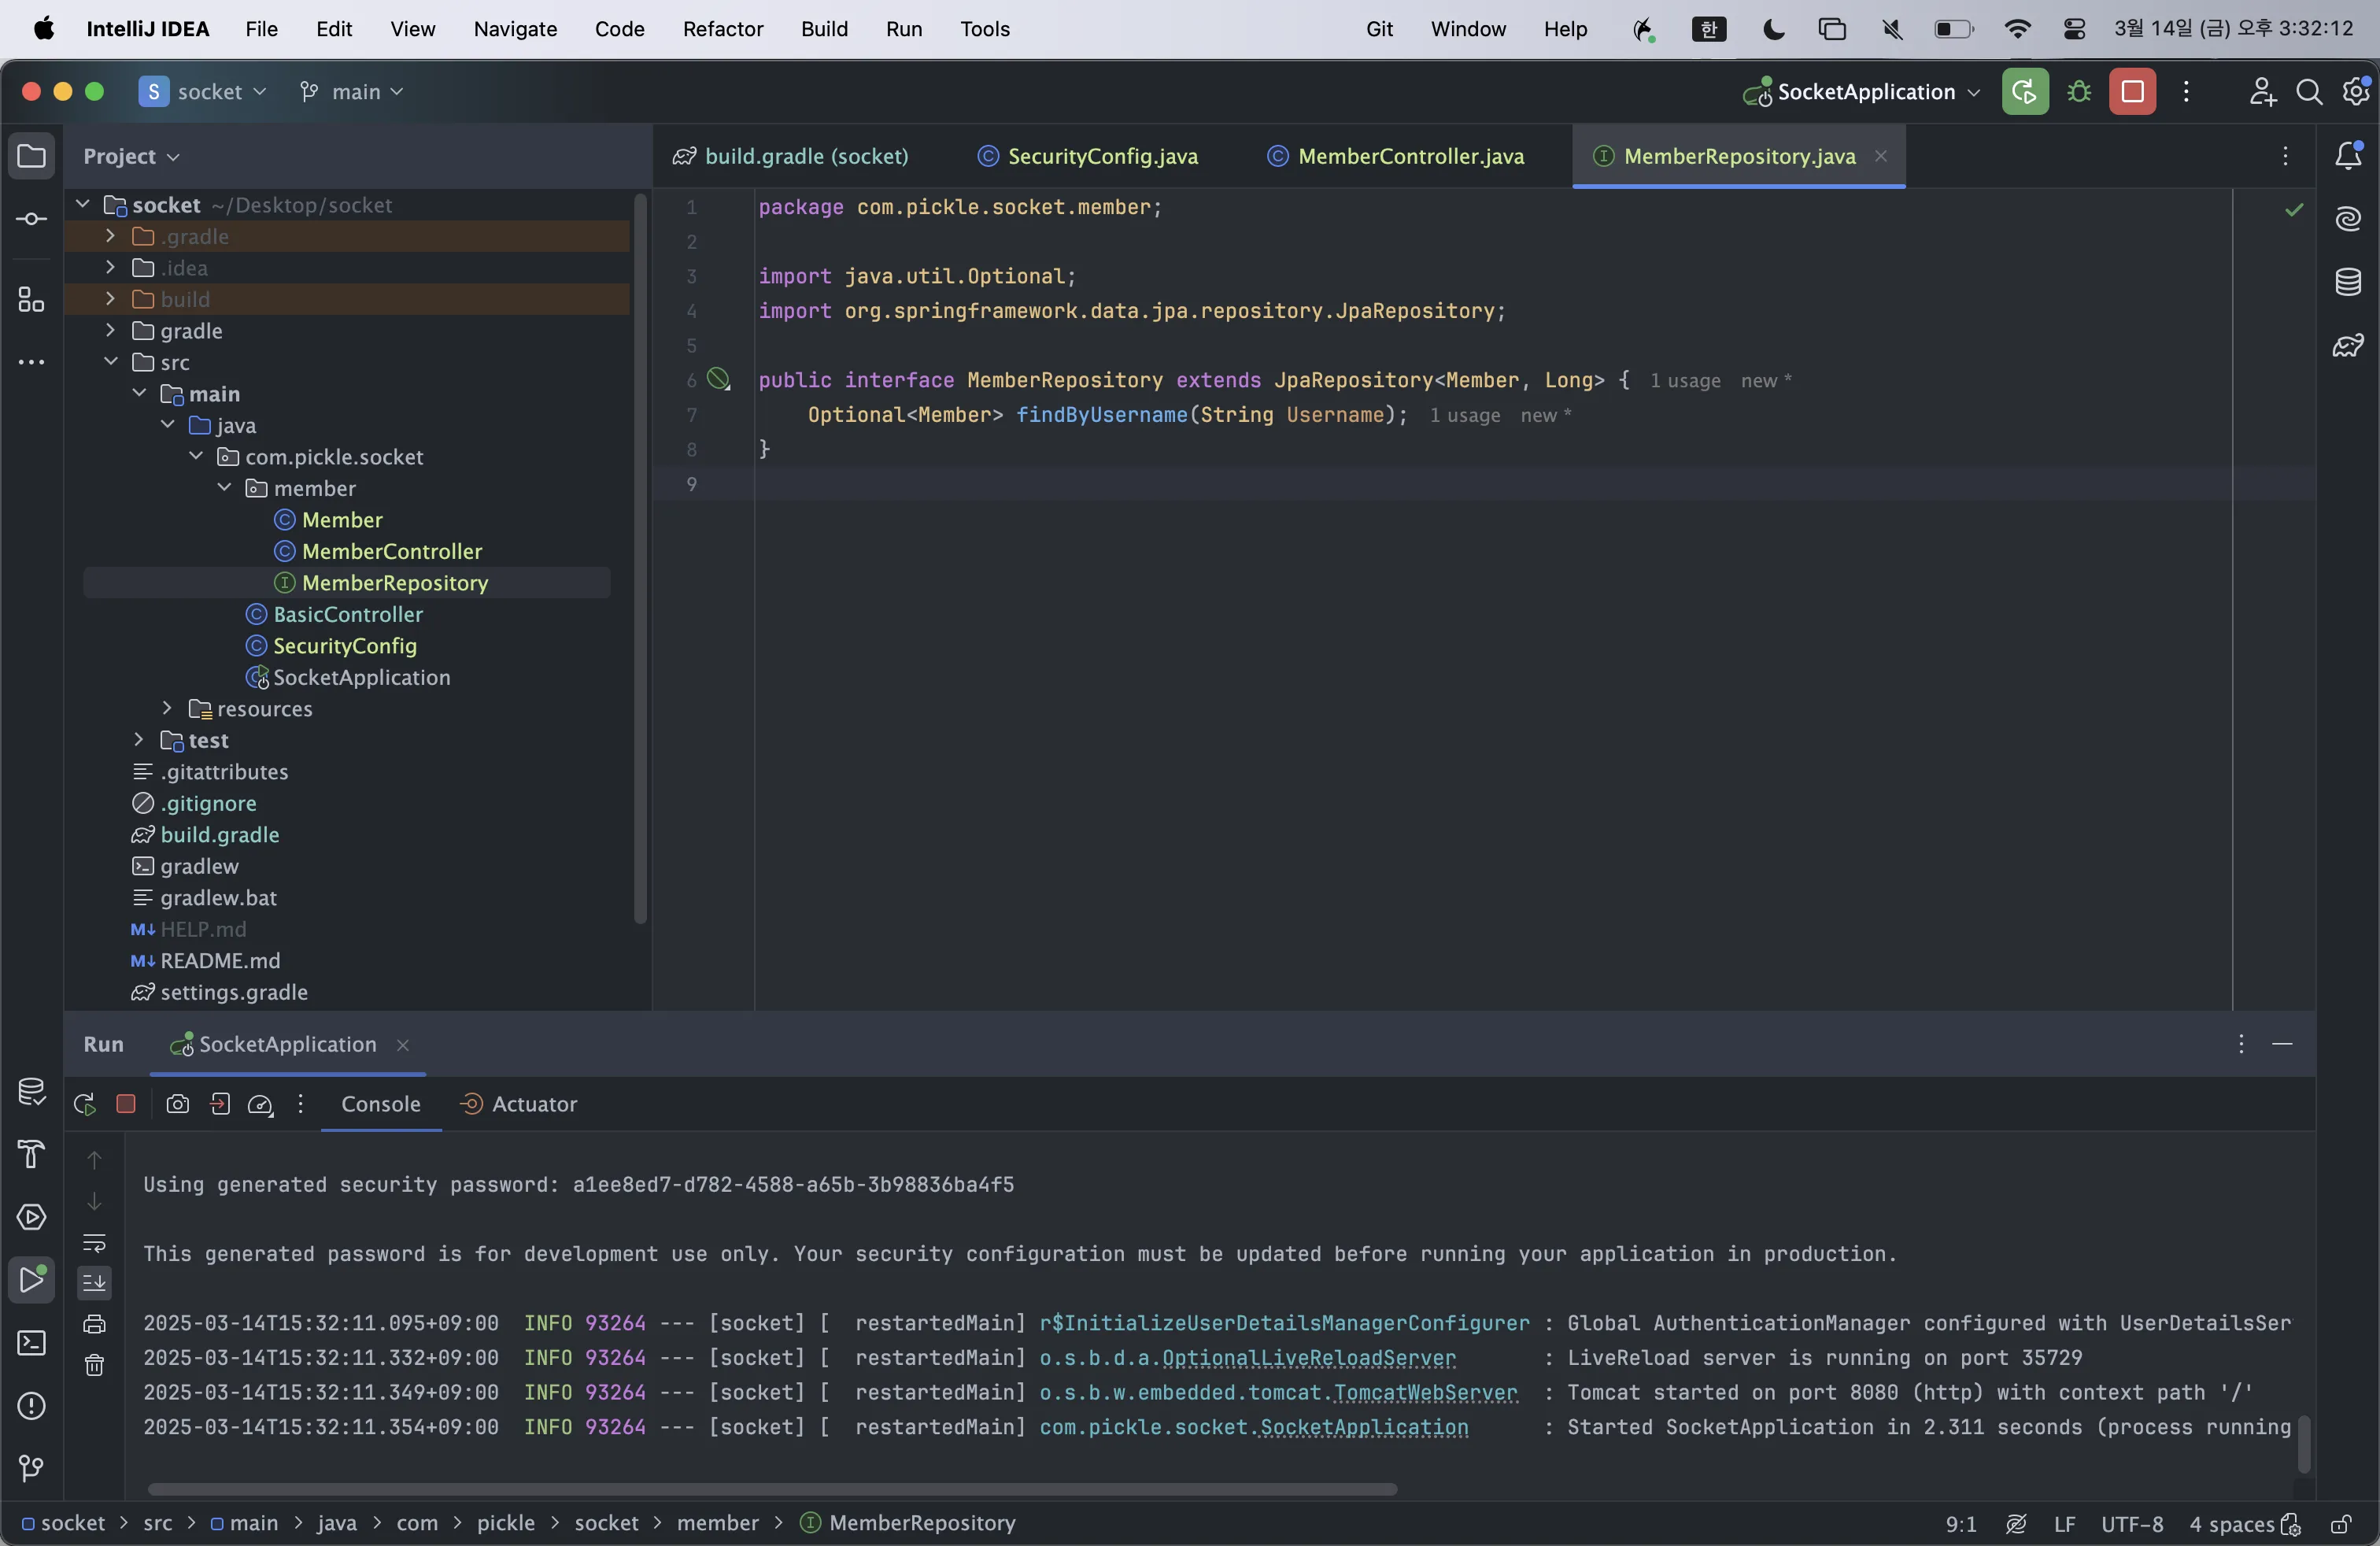 IntelliJ IDEA File Edit View Navigate Code Refactor Build Run Tools Git Window Help 한 3월 14일 (금) 오후 3:32:12
S socket main SocketApplication
Project
build.gradle (socket) SecurityConfig.java MemberController.java MemberRepository.java
socket ~/Desktop/socket
.gradle
.idea
build
gradle
src
main
java
com.pickle.socket
member
Member
MemberController
MemberRepository
BasicController
SecurityConfig
SocketApplication
resources
test
.gitattributes
.gitignore
build.gradle
gradlew
gradlew.bat
M↓ HELP.md
M↓ README.md
settings.gradle
1 package com.pickle.socket.member;
2
3 import java.util.Optional;
4 import org.springframework.data.jpa.repository.JpaRepository;
5
6 public interface MemberRepository extends JpaRepository<Member, Long> { 1 usage new *
7 Optional<Member> findByUsername(String Username); 1 usage new *
8 }
9
Run SocketApplication
Console Actuator
Using generated security password: a1ee8ed7-d782-4588-a65b-3b98836ba4f5
This generated password is for development use only. Your security configuration must be updated before running your application in production.
2025-03-14T15:32:11.095+09:00 INFO 93264 --- [socket] [ restartedMain] r$InitializeUserDetailsManagerConfigurer : Global AuthenticationManager configured with UserDetailsSer
2025-03-14T15:32:11.332+09:00 INFO 93264 --- [socket] [ restartedMain] o.s.b.d.a.OptionalLiveReloadServer : LiveReload server is running on port 35729
2025-03-14T15:32:11.349+09:00 INFO 93264 --- [socket] [ restartedMain] o.s.b.w.embedded.tomcat.TomcatWebServer : Tomcat started on port 8080 (http) with context path '/'
2025-03-14T15:32:11.354+09:00 INFO 93264 --- [socket] [ restartedMain] com.pickle.socket.SocketApplication : Started SocketApplication in 2.311 seconds (process running
socket > src > main > java > com > pickle > socket > member > MemberRepository 9:1 LF UTF-8 4 spaces